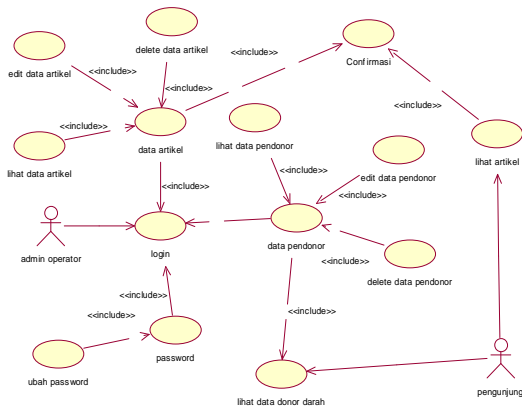 delete data artikel
<<include>>
edit data artikel
Confirmasi
<<include>>
<<include>>
<<include>>
<<include>>
data artikel
lihat data pendonor
lihat artikel
lihat data artikel
<<include>>
edit data pendonor
<<include>>
<<include>>
admin operator
login
data pendonor
<<include>>
delete data pendonor
<<include>>
<<include>>
<<include>>
password
ubah password
lihat data donor darah
pengunjung